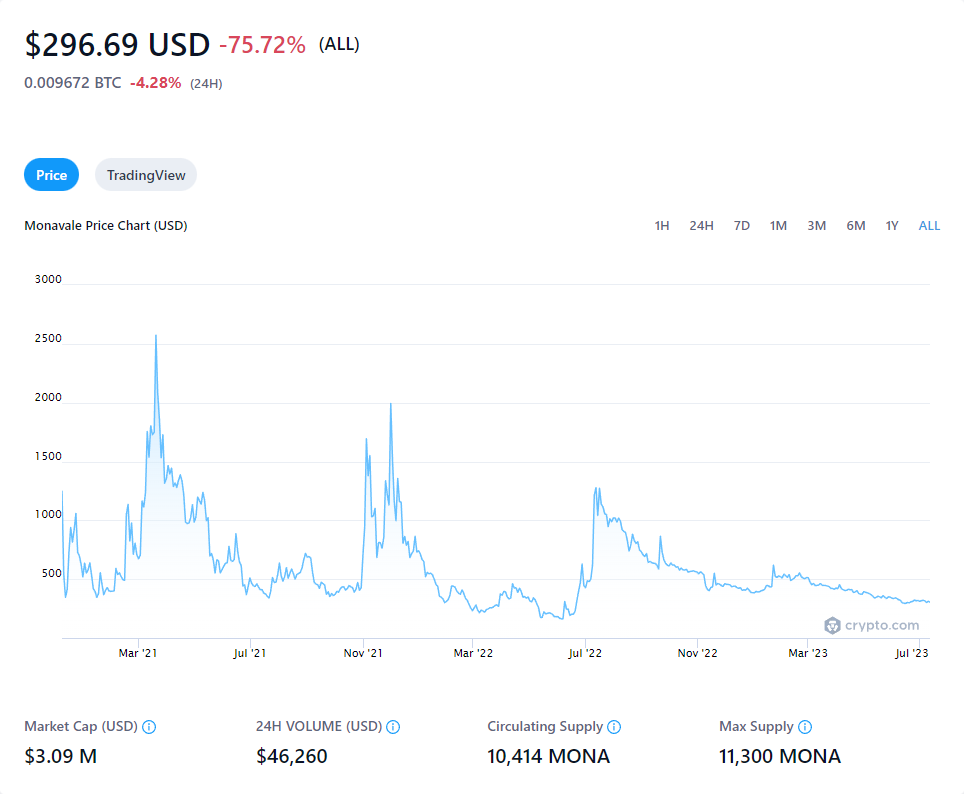 $296.69 USD -75.72% (ALL)
0.009672 BTC -4.28% (24H)
Price TradingView
Monavale Price Chart (USD) 1H 24H 7D 1M 3M 6M 1Y ALL
3000
2500
2000
1500
1000
500
crypto.com
Mar '21 Jul '21 Nov '21 Mar '22 Jul '22 Nov '22 Mar '23 Jul '23
Market Cap (USD) 24H VOLUME (USD) Circulating Supply Max Supply
$3.09 M $46,260 10,414 MONA 11,300 MONA